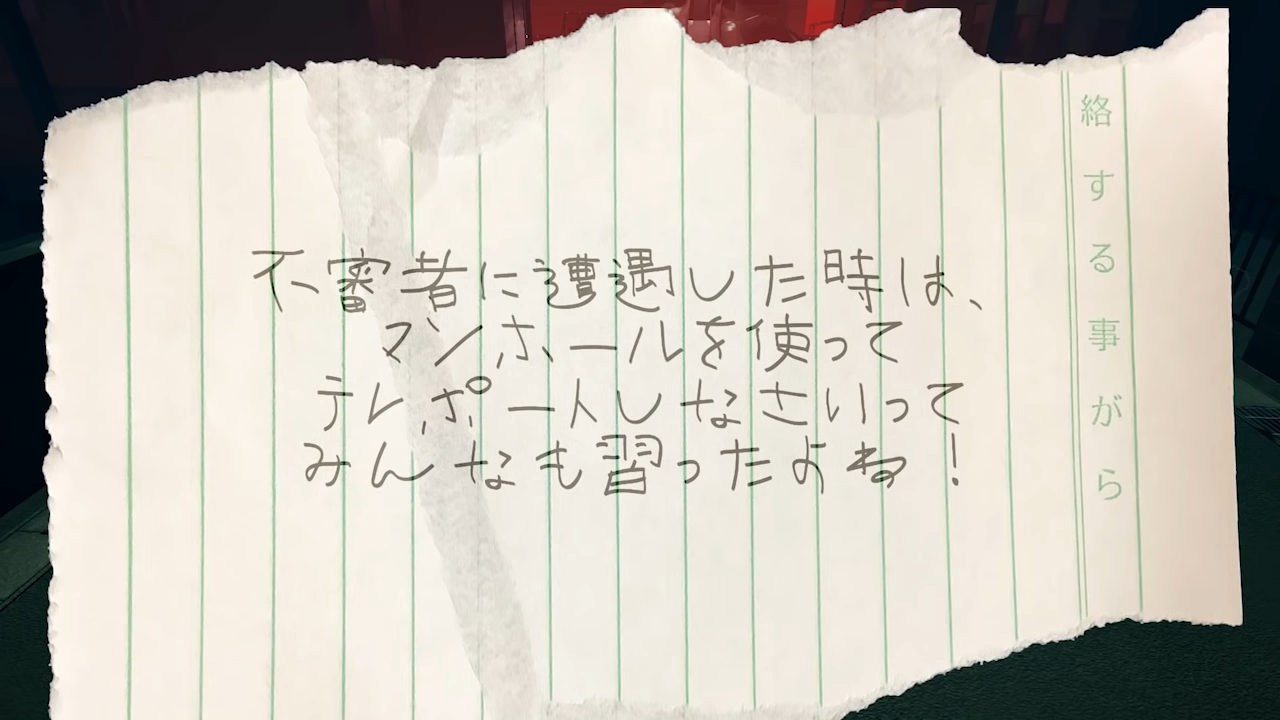 絡する事がら
不審者に遭遇した時は、
マンホールを使って
テレポートしなさいって
みんなも習ったよね！